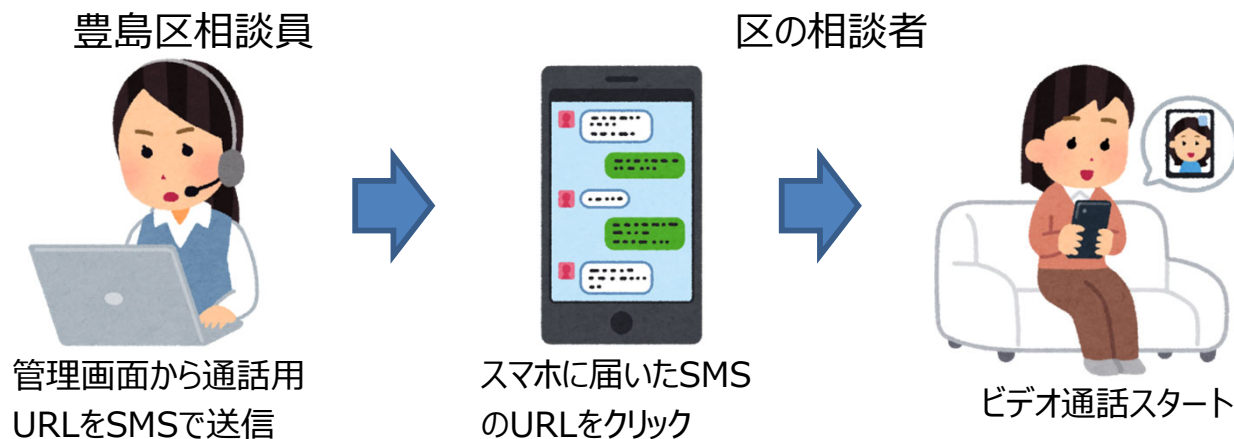 豊島区相談員
区の相談者
管理画面から通話用
URLをSMSで送信
スマホに届いたSMS
のURLをクリック
ビデオ通話スタート